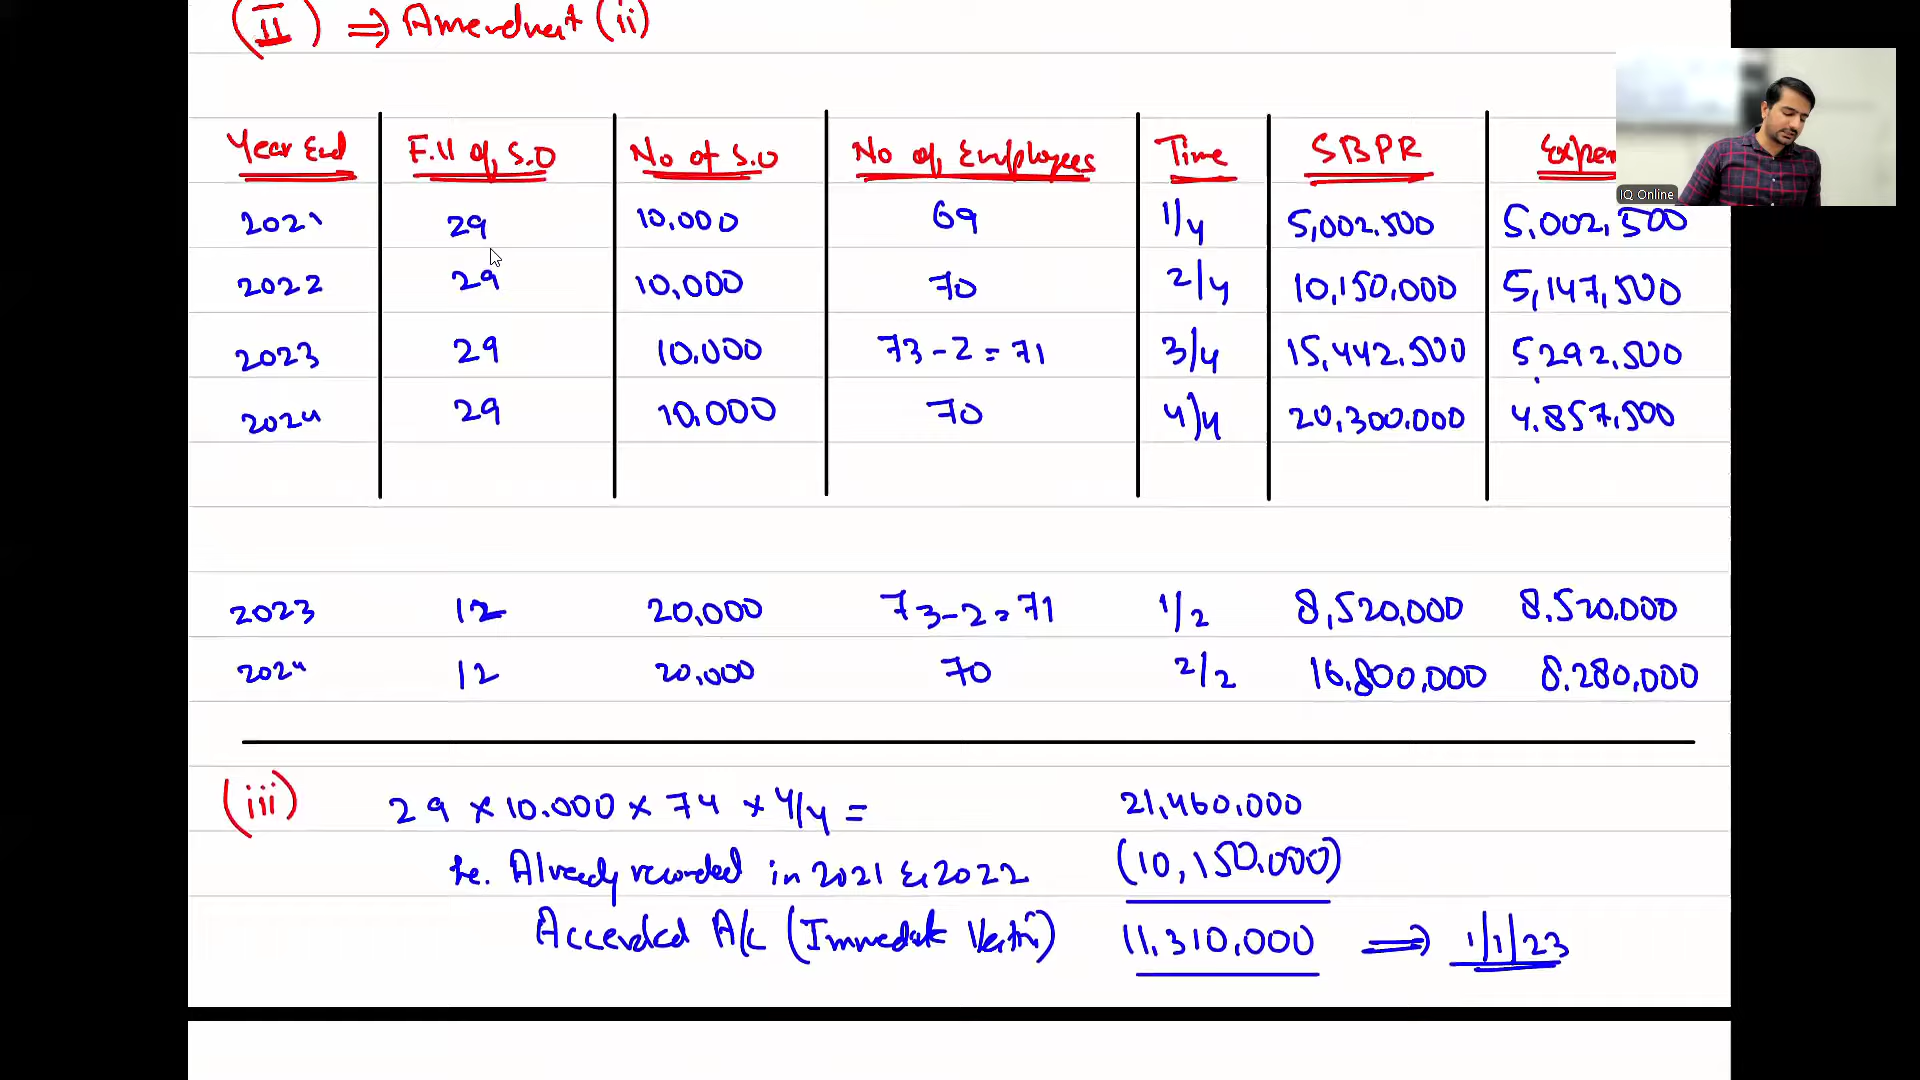 (II) ⇒ Amendment (ii)
Year End F.V of S.O No of S.O No of Employees Time SBPR Expen
IQ Online
2021 29 10,000 69 1/4 5,002,500 5,002,500
2022 29 10,000 70 2/4 10,150,000 5,147,500
2023 29 10,000 73-2=71 3/4 15,442,500 5,292,500
2024 29 10,000 70 4/4 20,300,000 4,857,500
2023 12 20,000 73-2=71 1/2 8,520,000 8,520,000
2024 12 20,000 70 2/2 16,800,000 8,280,000
(iii) 29 × 10,000 × 74 × 4/4 = 21,460,000
Already recorded in 2021 & 2022 (10,150,000)
A/c (Immediate 11,310,000 ⇒ 1/1/23